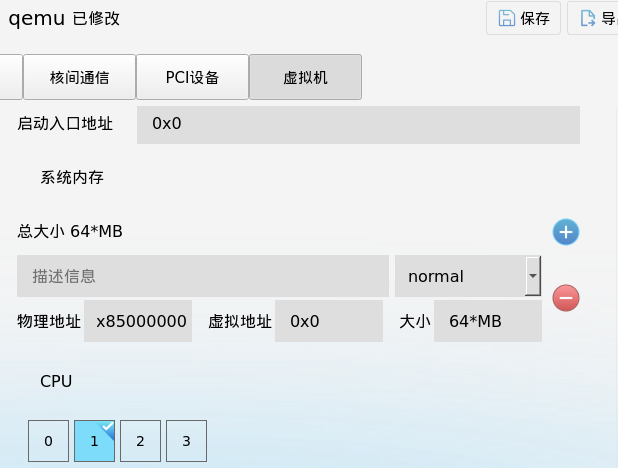 qemu 已修改 保存 导
核间通信 PCI设备 虚拟机
启动入口地址 0x0
系统内存
总大小 64*MB
描述信息 normal
物理地址 x85000000 虚拟地址 0x0 大小 64*MB
CPU
0 1 2 3